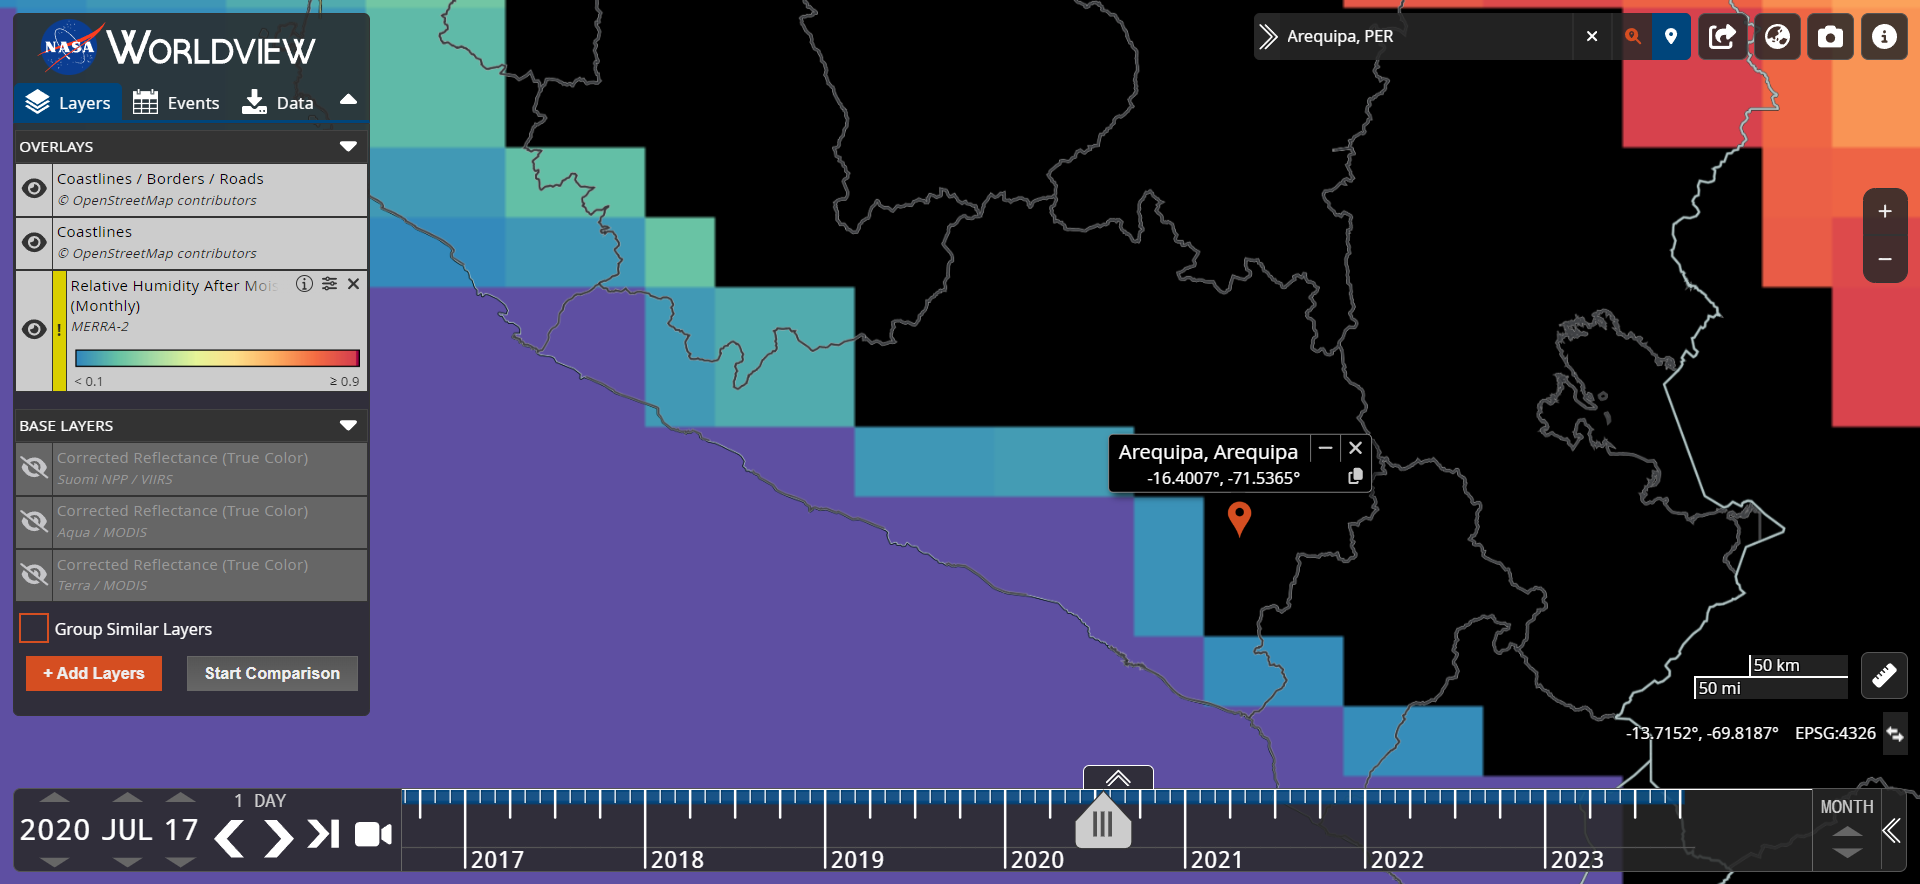 NASA WORLDVIEW
Layers
Events
Data
OVERLAYS
Coastlines / Borders / Roads
© OpenStreetMap contributors
Coastlines
© OpenStreetMap contributors
Relative Humidity After Mois
(Monthly)
MERRA-2
!
< 0.1
≥ 0.9
BASE LAYERS
Corrected Reflectance (True Color)
Suomi NPP / VIIRS
Corrected Reflectance (True Color)
Aqua / MODIS
Corrected Reflectance (True Color)
Terra / MODIS
Group Similar Layers
+ Add Layers
Start Comparison
Arequipa, PER
Arequipa, Arequipa
-16.4007°, -71.5365°
50 km
50 mi
-13.7152°, -69.8187° EPSG:4326
1 DAY
2020 JUL 17
2017
2018
2019
2020
2021
2022
2023
MONTH